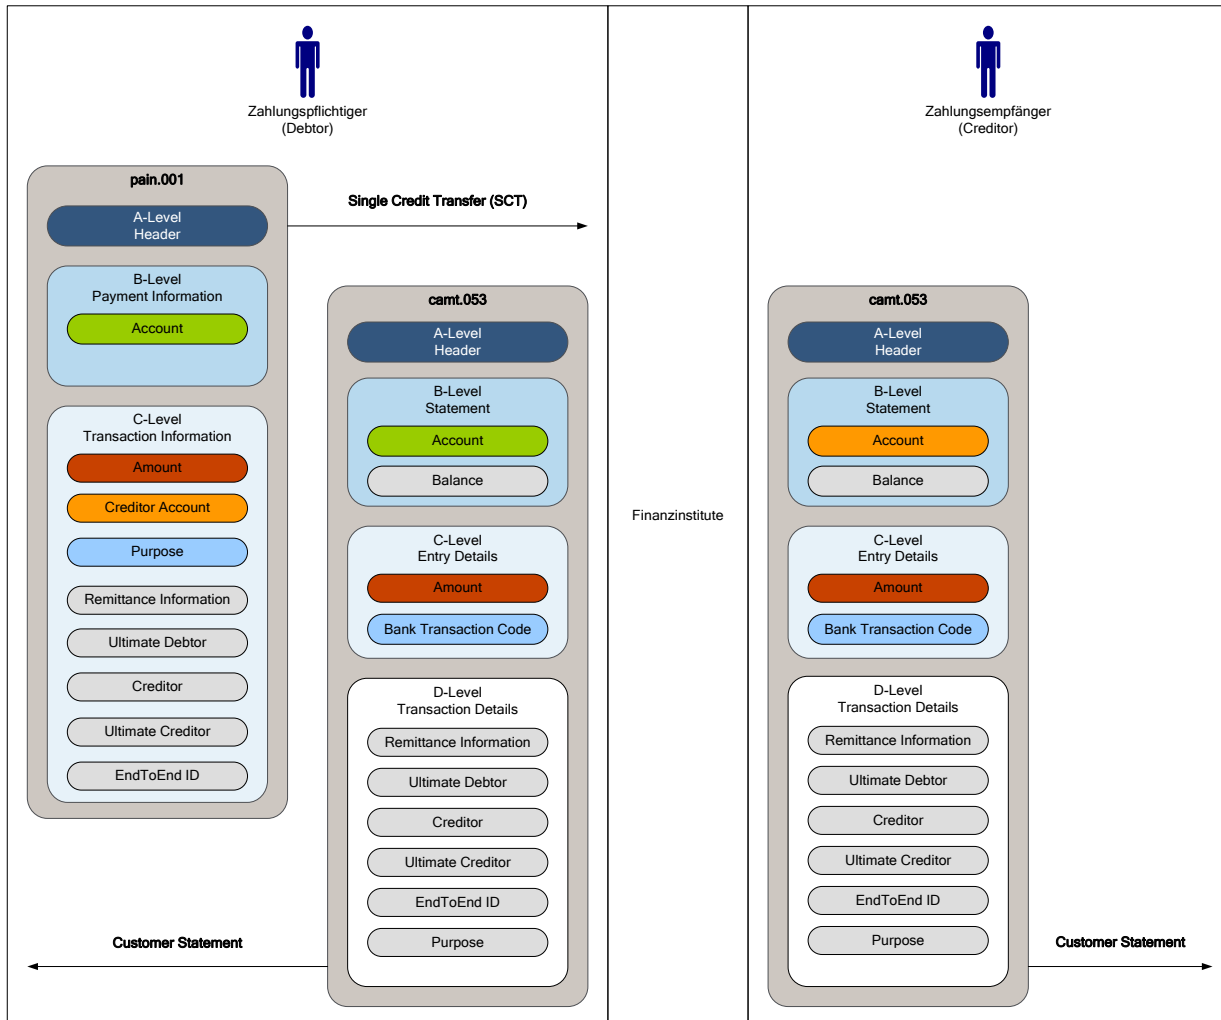 Zahlungspflichtiger
(Debtor)
pain.001
A-Level
Header
B-Level
Payment Information
Account
C-Level
Transaction Information
Amount
Creditor Account
Purpose
Remittance Information
Ultimate Debtor
Creditor
Ultimate Creditor
EndToEnd ID
Single Credit Transfer (SCT)
camt.053
A-Level
Header
B-Level
Statement
Account
Balance
C-Level
Entry Details
Amount
Bank Transaction Code
D-Level
Transaction Details
Remittance Information
Ultimate Debtor
Creditor
Ultimate Creditor
EndToEnd ID
Purpose
Customer Statement
Finanzinstitute
Zahlungsempfänger
(Creditor)
camt.053
A-Level
Header
B-Level
Statement
Account
Balance
C-Level
Entry Details
Amount
Bank Transaction Code
D-Level
Transaction Details
Remittance Information
Ultimate Debtor
Creditor
Ultimate Creditor
EndToEnd ID
Purpose
Customer Statement